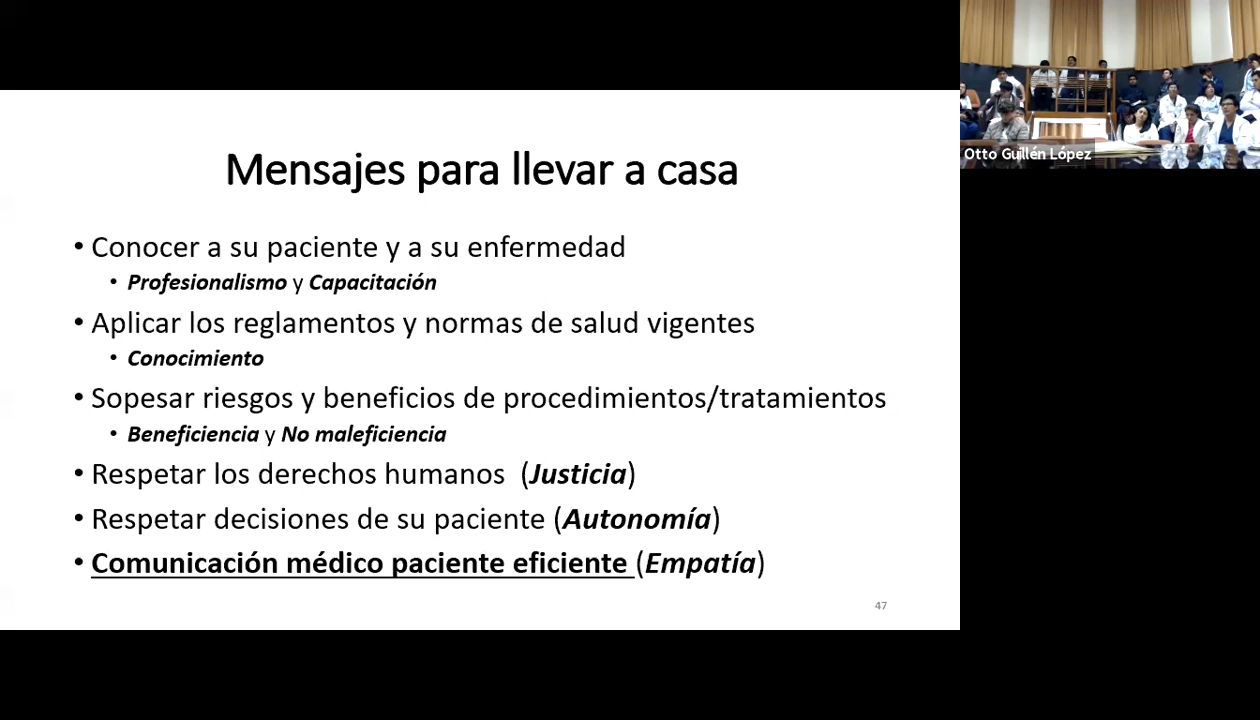 Mensajes para llevar a casa
• Conocer a su paciente y a su enfermedad
• Profesionalismo y Capacitación
• Aplicar los reglamentos y normas de salud vigentes
• Conocimiento
• Sopesar riesgos y beneficios de procedimientos/tratamientos
• Beneficiencia y No maleficiencia
• Respetar los derechos humanos (Justicia)
• Respetar decisiones de su paciente (Autonomía)
• Comunicación médico paciente eficiente (Empatía)
47
Otto Guillén López